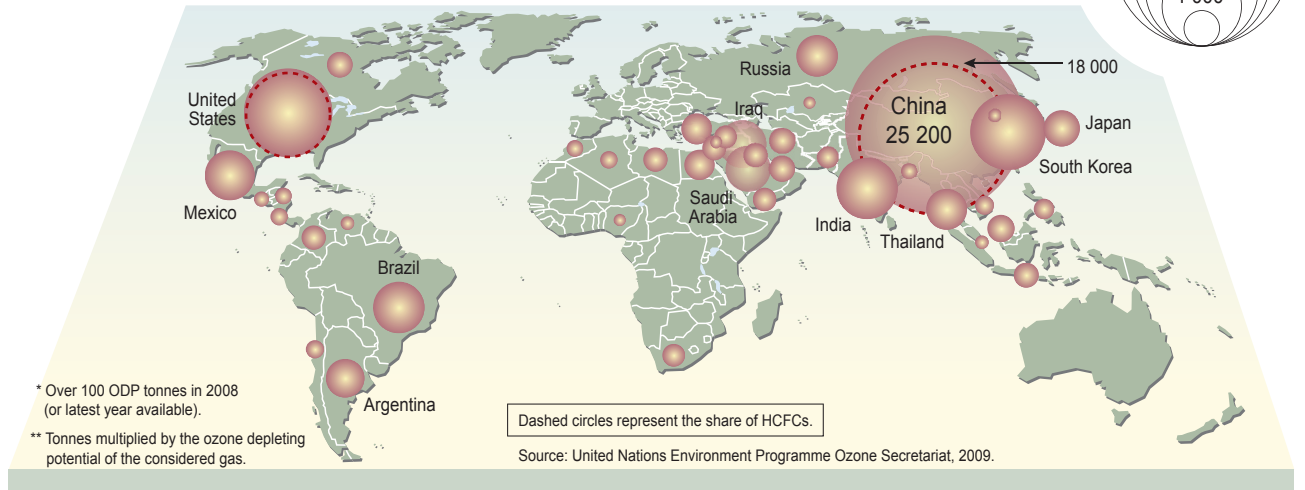 Russia
18 000
United
States
Iraq
China
25 200
Japan
South Korea
Mexico
Saudi
Arabia
India
Thailand
Brazil
* Over 100 ODP tonnes in 2008
(or latest year available).
Argentina
Dashed circles represent the share of HCFCs.
** Tonnes multiplied by the ozone depleting
potential of the considered gas.
Source: United Nations Environment Programme Ozone Secretariat, 2009.